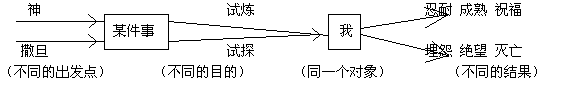 神 试炼 忍耐 成熟 祝福
某件事 我
撒旦 试探 埋怨 绝望 灭亡
（不同的出发点） （不同的目的） （同一个对象） （不同的结果）